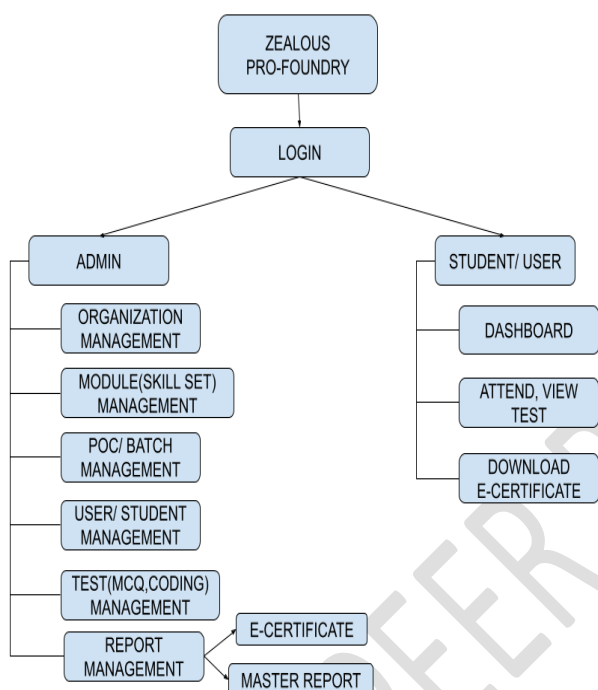 ZEALOUS
PRO-FOUNDRY
LOGIN
ADMIN
ORGANIZATION
MANAGEMENT
MODULE(SKILL SET)
MANAGEMENT
POC/ BATCH
MANAGEMENT
USER/ STUDENT
MANAGEMENT
TEST(MCQ,CODING)
MANAGEMENT
REPORT
MANAGEMENT
E-CERTIFICATE
MASTER REPORT
STUDENT/ USER
DASHBOARD
ATTEND, VIEW
TEST
DOWNLOAD
E-CERTIFICATE